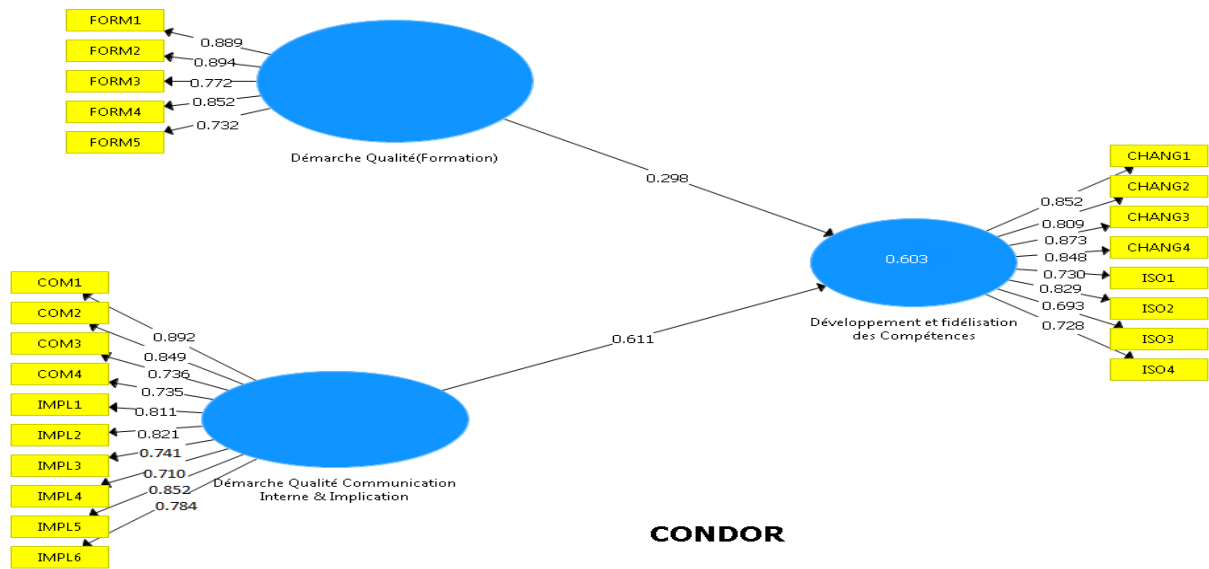 FORM1
FORM2
FORM3
FORM4
FORM5
0.889
0.894
0.772
0.852
0.732
Démarche Qualité(Formation)
0.298
CHANG1
CHANG2
CHANG3
CHANG4
ISO1
ISO2
ISO3
ISO4
0.852
0.809
0.873
0.848
0.730
0.829
0.693
0.728
0.603
Développement et fidélisation
des Compétences
0.611
COM1
COM2
COM3
COM4
IMPL1
IMPL2
IMPL3
IMPL4
IMPL5
IMPL6
0.892
0.849
0.736
0.735
0.811
0.821
0.741
0.710
0.852
0.784
Démarche Qualité Communication
Interne & Implication
CONDOR